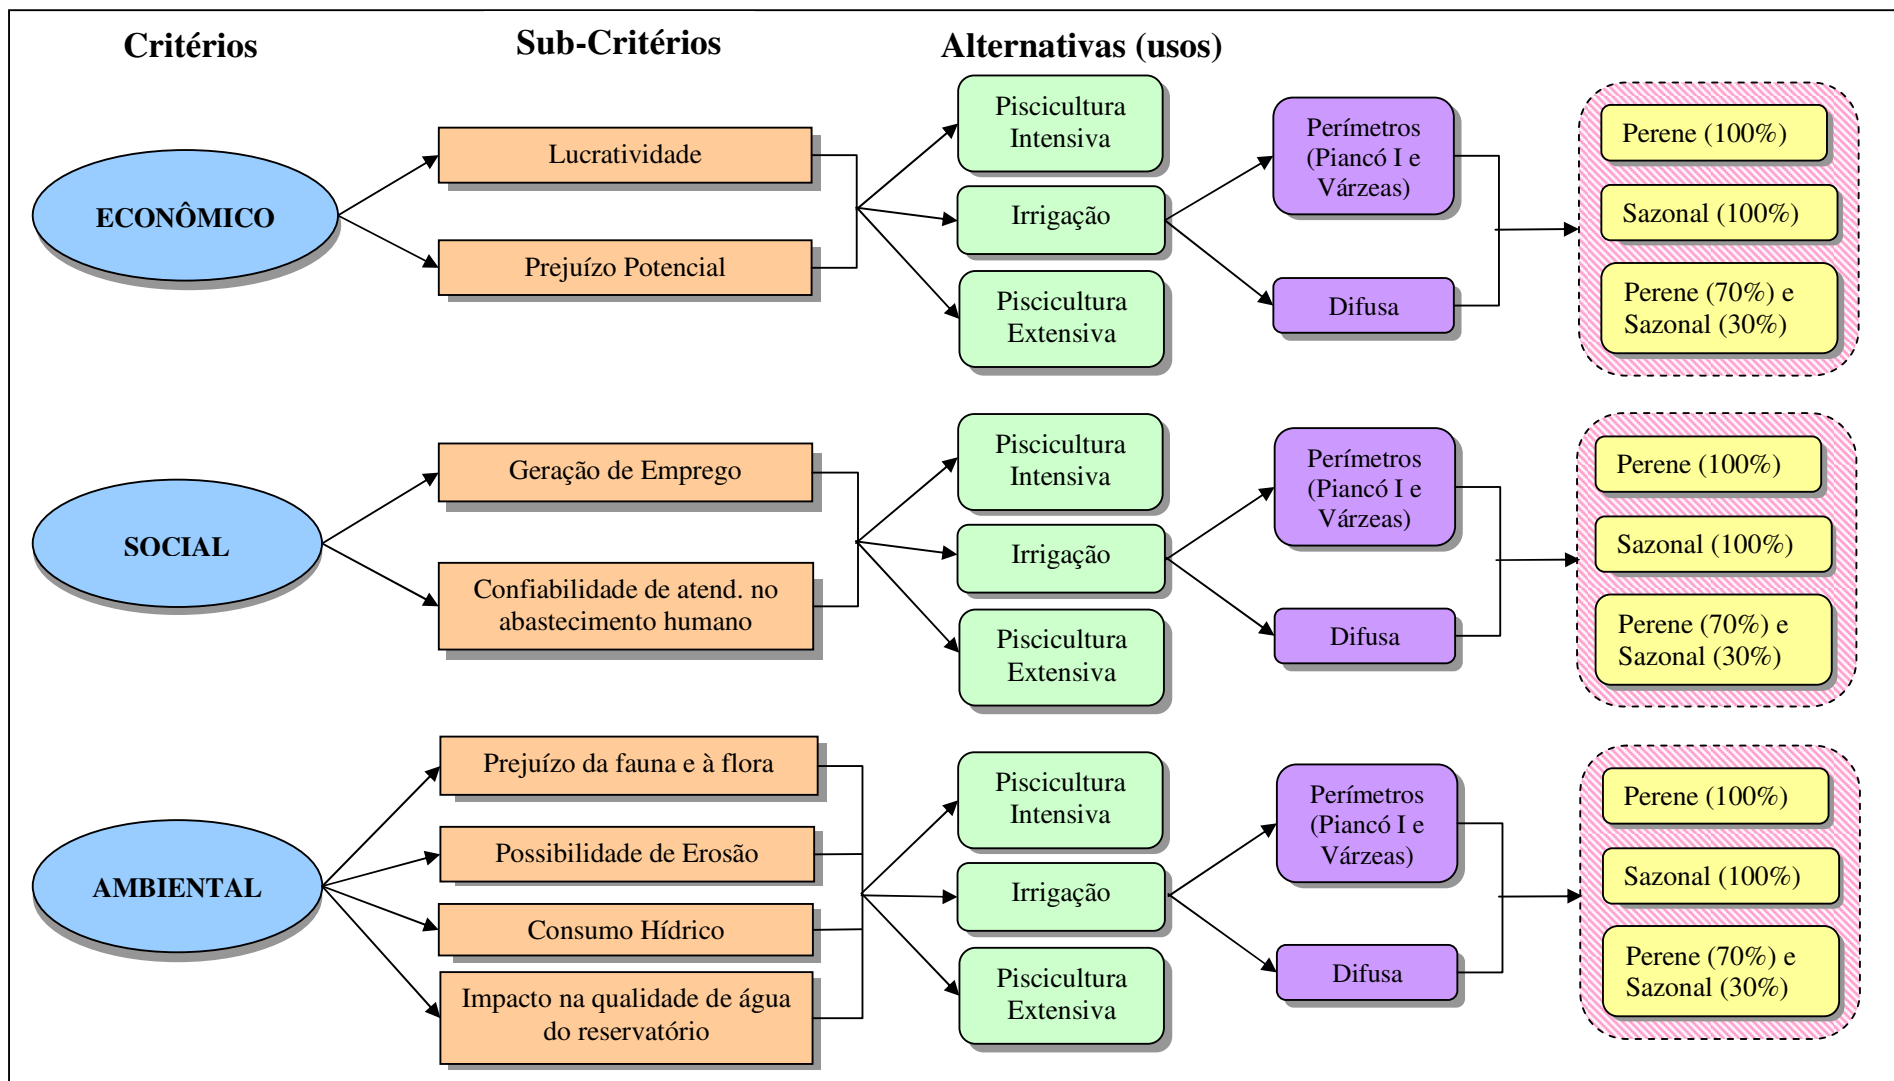 Critérios
Sub-Critérios
Alternativas (usos)
ECONÔMICO
Lucratividade
Prejuízo Potencial
Piscicultura
Intensiva
Irrigação
Piscicultura
Extensiva
Perímetros
(Piancó I e
Várzeas)
Difusa
Perene (100%)
Sazonal (100%)
Perene (70%) e
Sazonal (30%)
SOCIAL
Geração de Emprego
Confiabilidade de atend. no
abastecimento humano
Piscicultura
Intensiva
Irrigação
Piscicultura
Extensiva
Perímetros
(Piancó I e
Várzeas)
Difusa
Perene (100%)
Sazonal (100%)
Perene (70%) e
Sazonal (30%)
AMBIENTAL
Prejuízo da fauna e à flora
Possibilidade de Erosão
Consumo Hídrico
Impacto na qualidade de água
do reservatório
Piscicultura
Intensiva
Irrigação
Piscicultura
Extensiva
Perímetros
(Piancó I e
Várzeas)
Difusa
Perene (100%)
Sazonal (100%)
Perene (70%) e
Sazonal (30%)